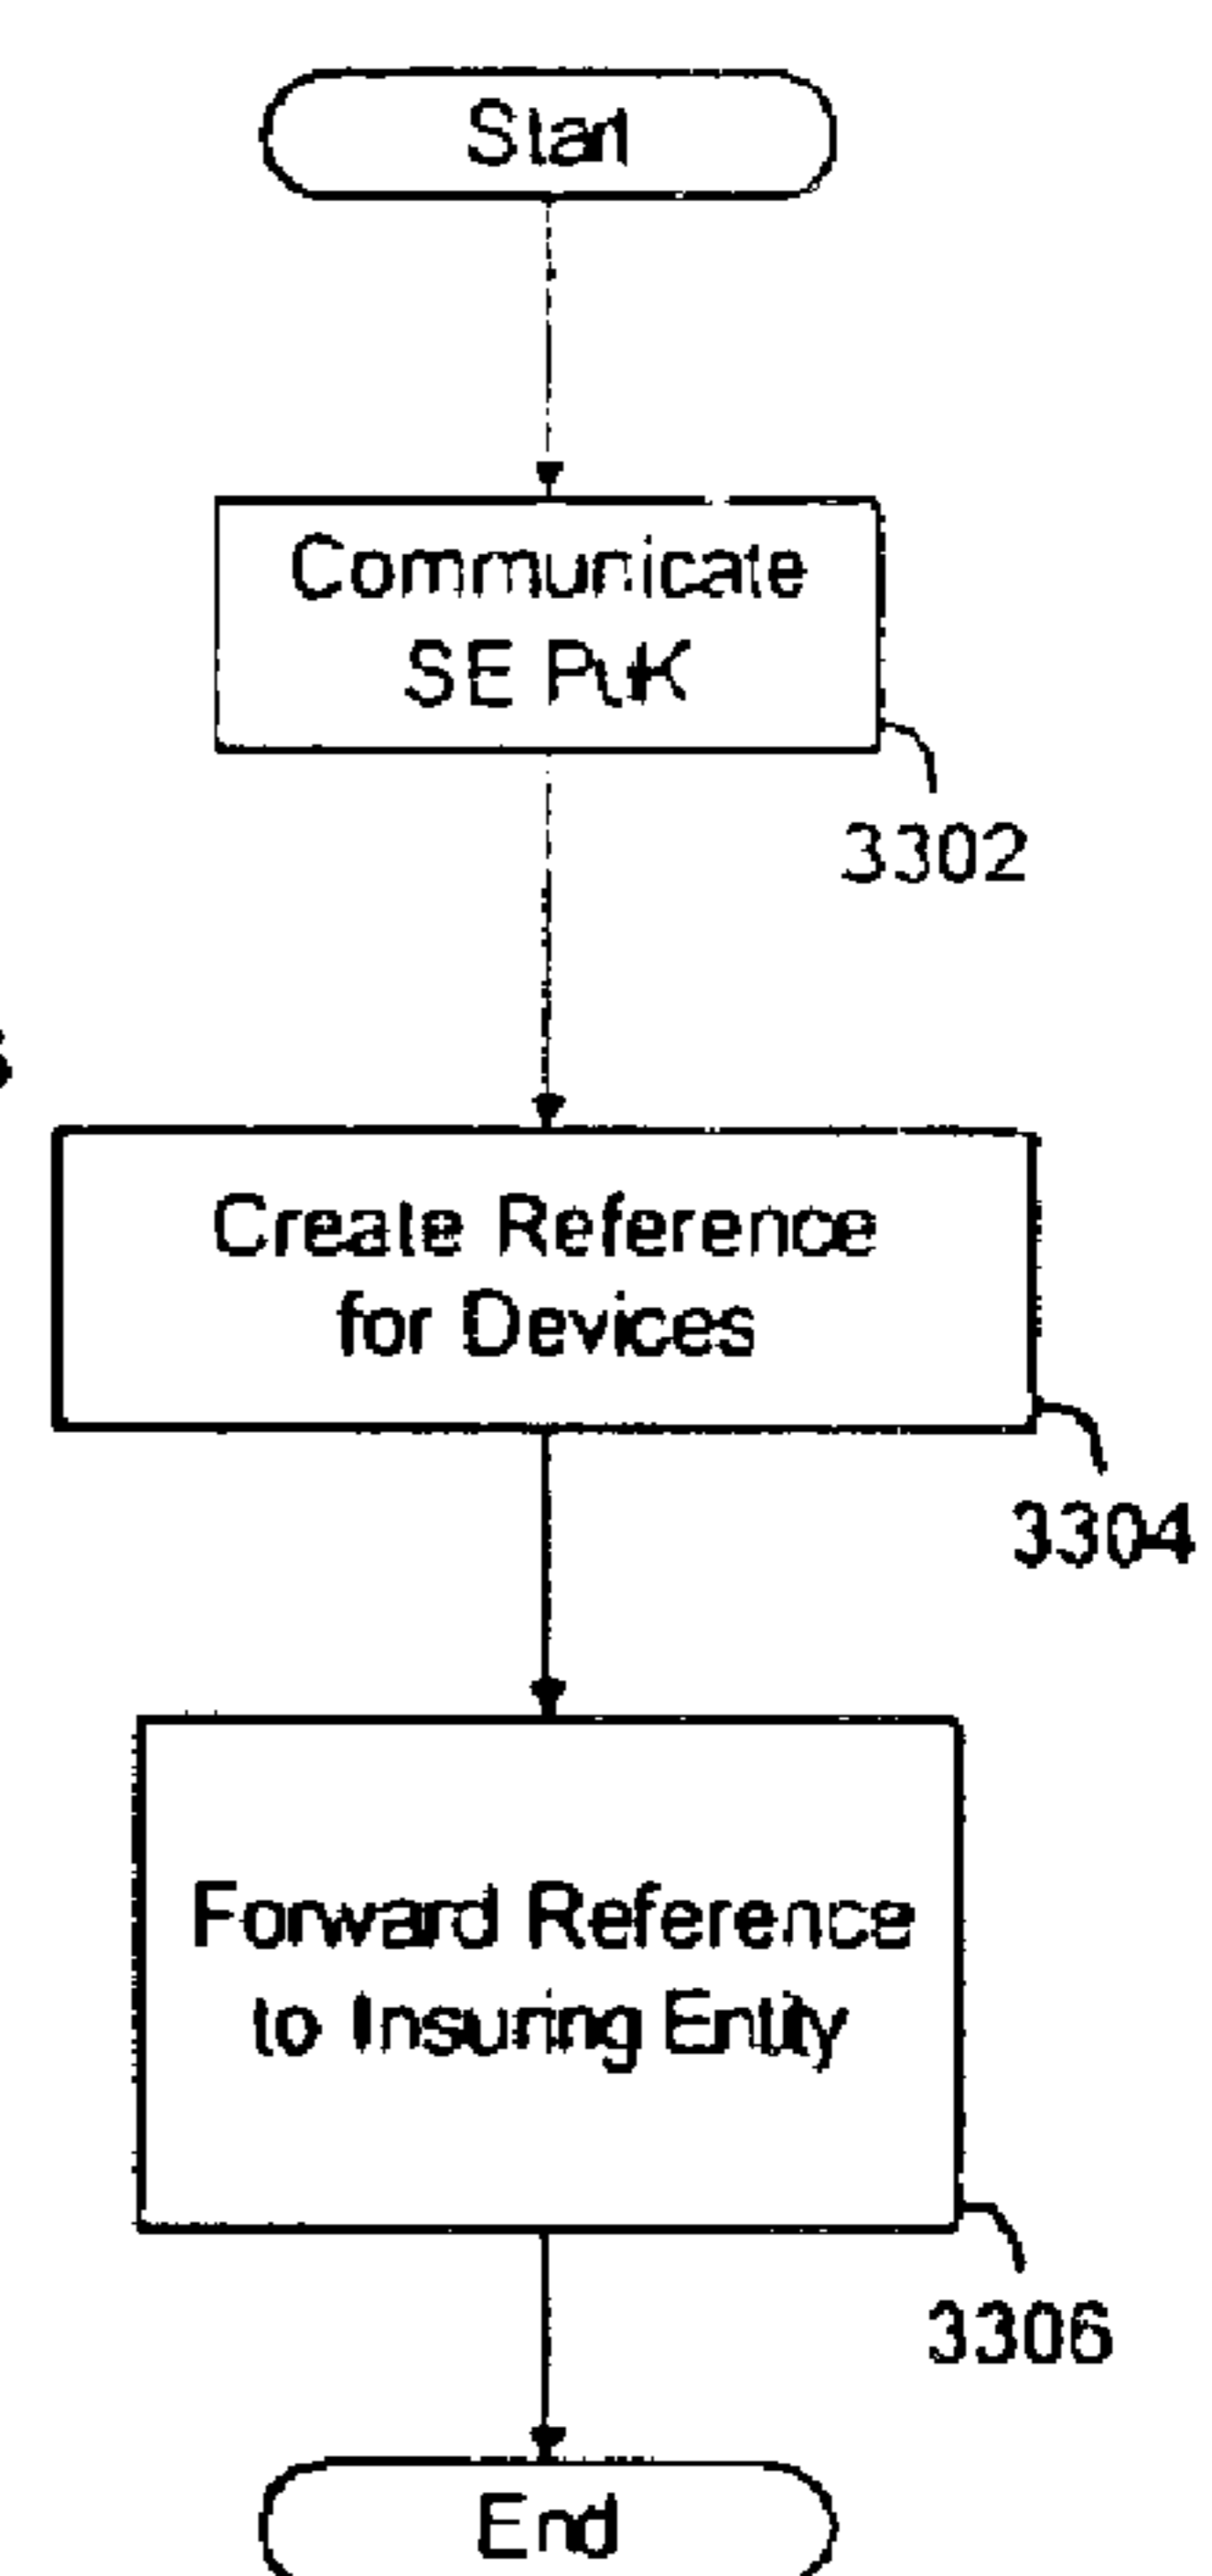 Start
Communicate
SE PuK
3302
Create Reference
for Devices
3304
Forward Reference
to Insuring Entity
3306
End